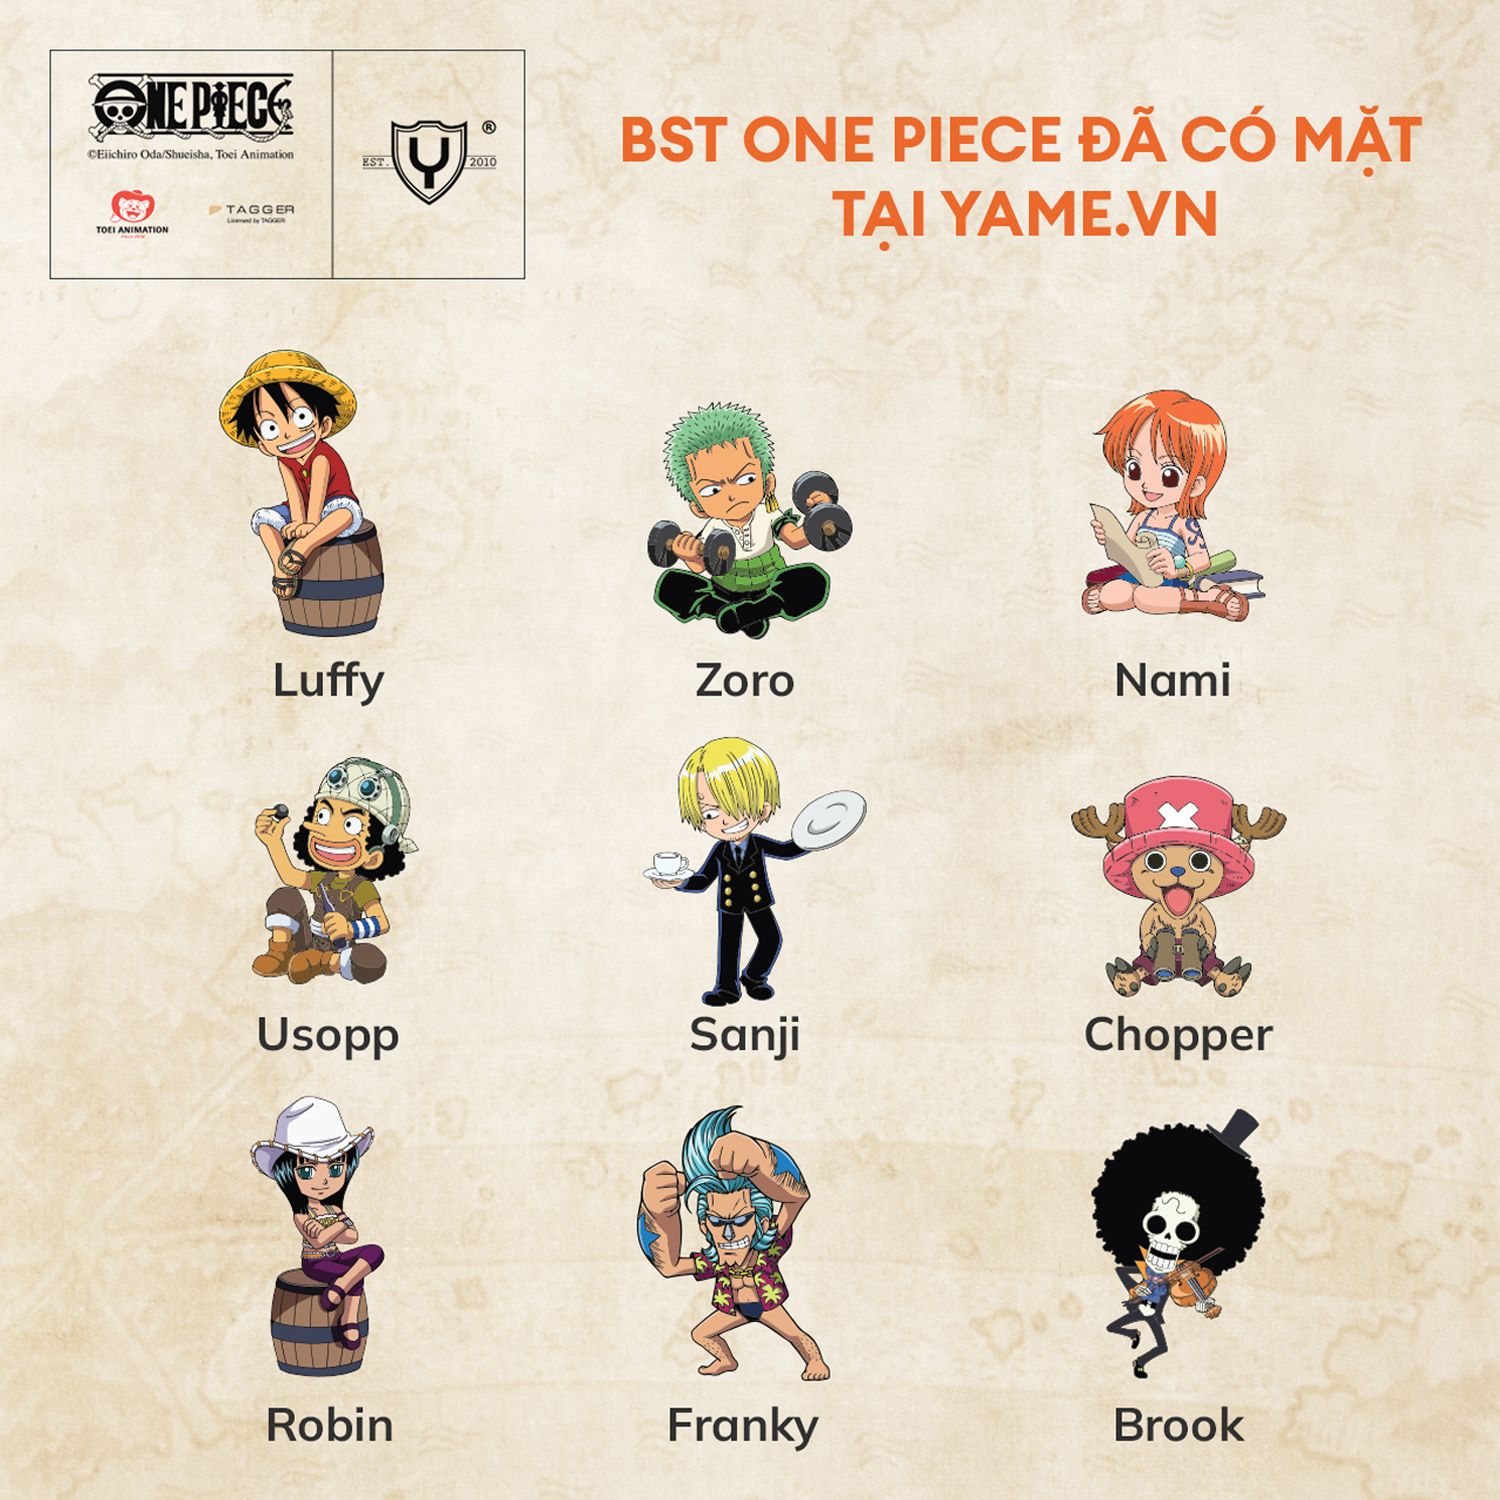 ONE PIECE
©Eiichiro Oda/Shueisha, Toei Animation
TOEI ANIMATION
TAGGER
Licensed by TAGGER
EST. Y 2010
®
BST ONE PIECE ĐÃ CÓ MẶT
TẠI YAME.VN
Luffy
Zoro
Nami
Usopp
Sanji
Chopper
Robin
Franky
Brook